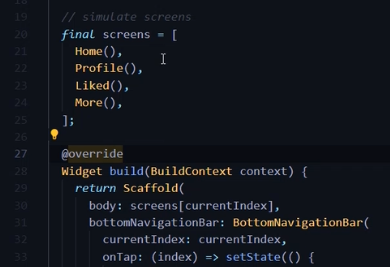 18
19 // simulate screens
20 final screens = [
21 Home(),
22 Profile(),
23 Liked(),
24 More(),
25 ];
26
27 @override
28 Widget build(BuildContext context) {
29 return Scaffold(
30 body: screens[currentIndex],
31 bottomNavigationBar: BottomNavigationBar(
32 currentIndex: currentIndex,
33 onTap: (index) => setState(() {